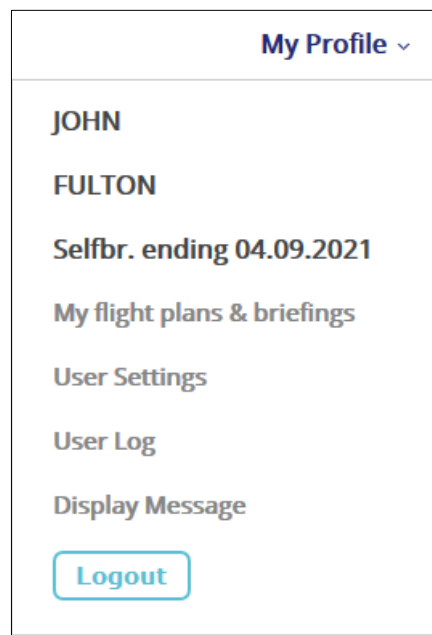 My Profile
JOHN
FULTON
Selfbr. ending 04.09.2021
My flight plans & briefings
User Settings
User Log
Display Message
Logout